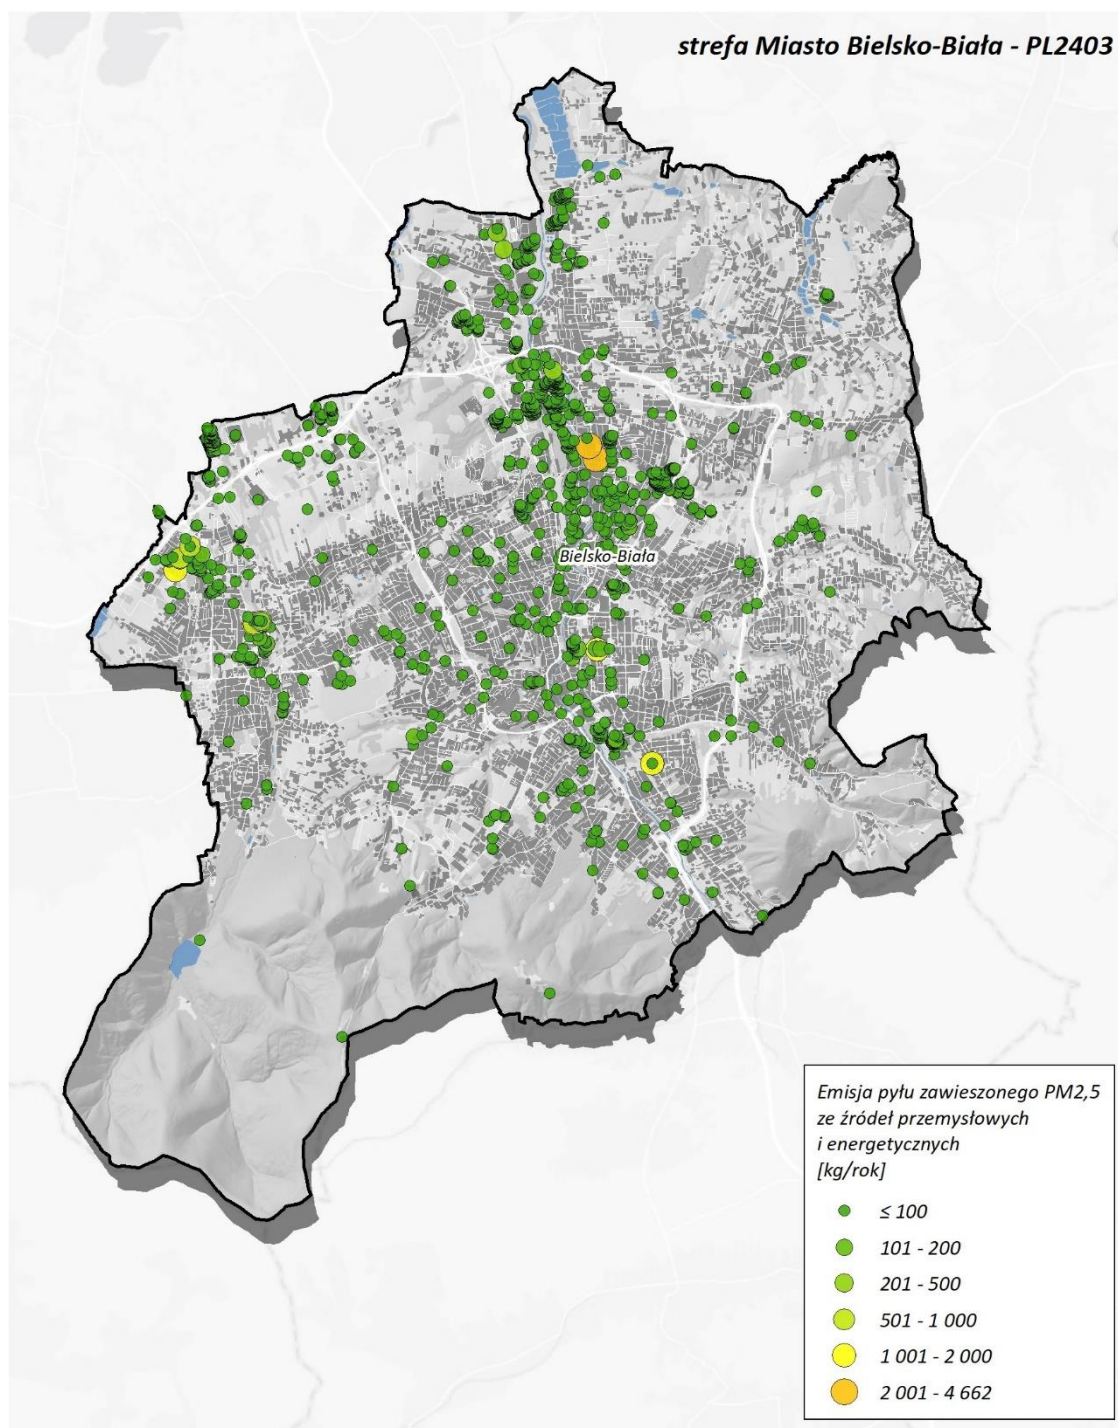 strefa Miasto Bielsko-Biała - PL2403
Bielsko-Biała
Emisja pyłu zawieszonego PM2,5
ze źródeł przemysłowych
i energetycznych
[kg/rok]
≤ 100
101 - 200
201 - 500
501 - 1 000
1 001 - 2 000
2 001 - 4 662